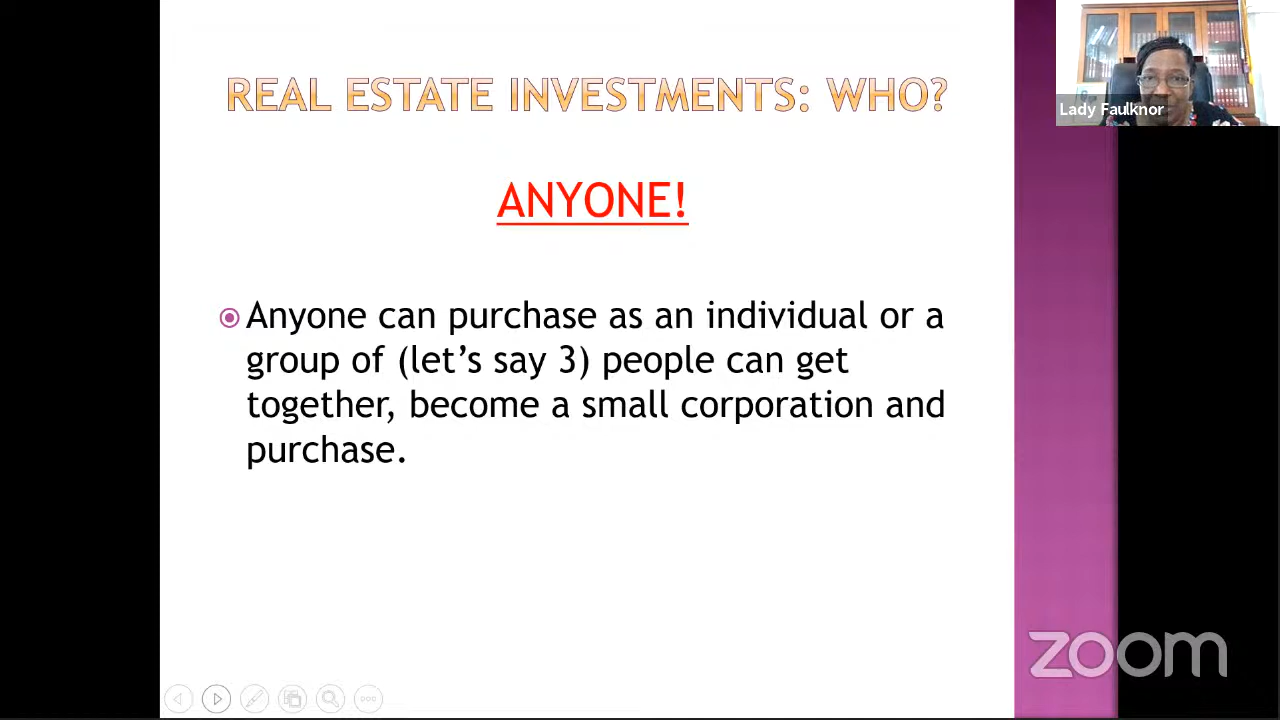 REAL ESTATE INVESTMENTS: WHO?
Lady Faulknor
ANYONE!
Anyone can purchase as an individual or a
group of (let’s say 3) people can get
together, become a small corporation and
purchase.
zoom